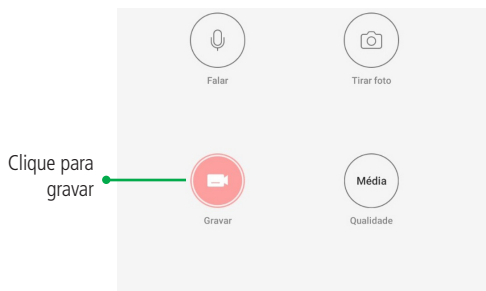 Falar
Tirar foto
Clique para
gravar
Média
Gravar
Qualidade